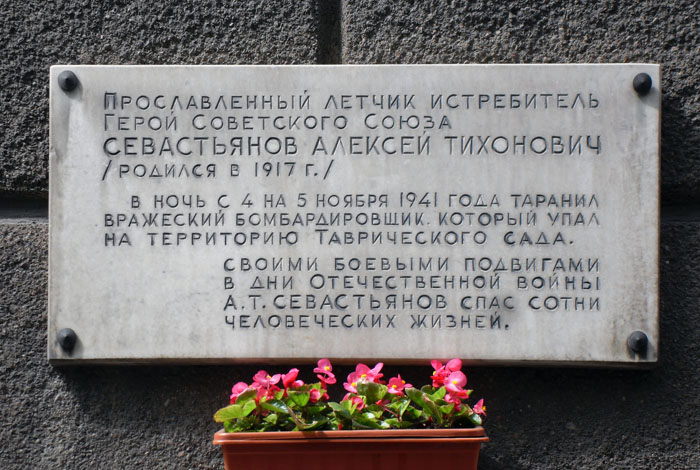 Прославленный летчик истребитель
Герой Советского Союза
СЕВАСТЬЯНОВ АЛЕКСЕЙ ТИХОНОВИЧ
/родился в 1917 г./
в ночь с 4 на 5 ноября 1941 года таранил
вражеский бомбардировщик, который упал
на территорию Таврического сада.
своими боевыми подвигами
в дни Отечественной войны
А.Т. СЕВАСТЬЯНОВ спас сотни
человеческих жизней.